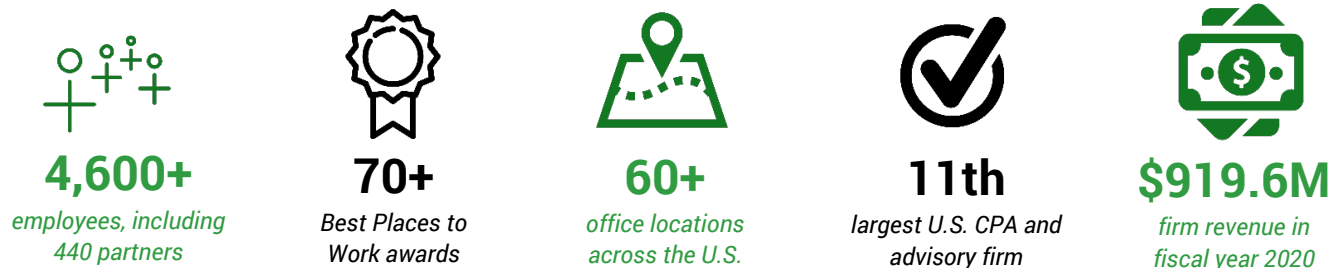 4,600+
employees, including
440 partners
70+
Best Places to
Work awards
60+
office locations
across the U.S.
11th
largest U.S. CPA and
advisory firm
$
$919.6M
firm revenue in
fiscal year 2020